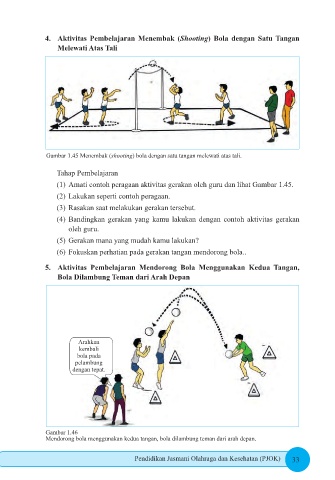 4. Aktivitas Pembelajaran Menembak (Shooting) Bola dengan Satu Tangan
Melewati Atas Tali
Gambar 1.45 Menembak (shooting) bola dengan satu tangan melewati atas tali.
Tahap Pembelajaran
(1) Amati contoh peragaan aktivitas gerakan oleh guru dan lihat Gambar 1.45.
(2) Lakukan seperti contoh peragaan.
(3) Rasakan saat melakukan gerakan tersebut.
(4) Bandingkan gerakan yang kamu lakukan dengan contoh aktivitas gerakan
oleh guru.
(5) Gerakan mana yang mudah kamu lakukan?
(6) Fokuskan perhatian pada gerakan tangan mendorong bola..
5. Aktivitas Pembelajaran Mendorong Bola Menggunakan Kedua Tangan,
Bola Dilambung Teman dari Arah Depan
Arahkan
kembali
bola pada
pelambung
dengan tepat.
Gambar 1.46
Mendorong bola menggunakan kedua tangan, bola dilambung teman dari arah depan.
Pendidikan Jasmani Olahraga dan Kesehatan (PJOK) 33